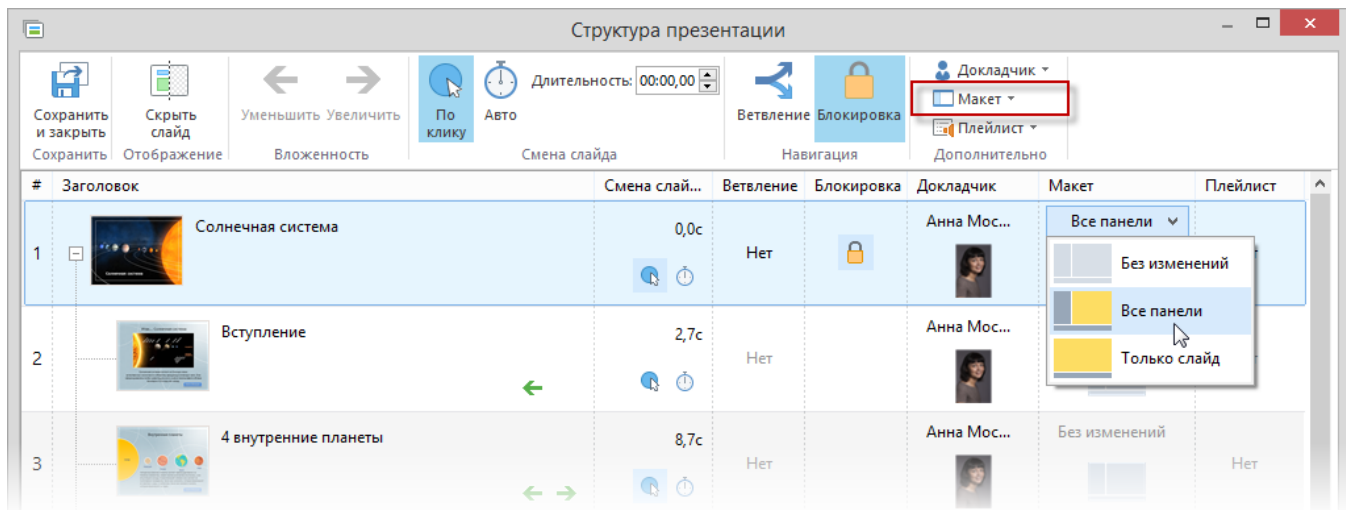 Структура презентации
Сохранить и закрыть
Скрыть слайд
Уменьшить Увеличить
По клику
Авто
Длительность: 00:00,00
Ветвление Блокировка
Докладчик
Макет
Плейлист
Сохранить Отображение Вложенность Смена слайда Навигация Дополнительно
# Заголовок Смена слай... Ветвление Блокировка Докладчик Макет Плейлист
1 Солнечная система 0,0с Нет Анна Мос... Все панели
Без изменений
Все панели
Только слайд
2 Вступление 2,7с Нет Анна Мос...
3 4 внутренние планеты 8,7с Нет Анна Мос... Без изменений Нет